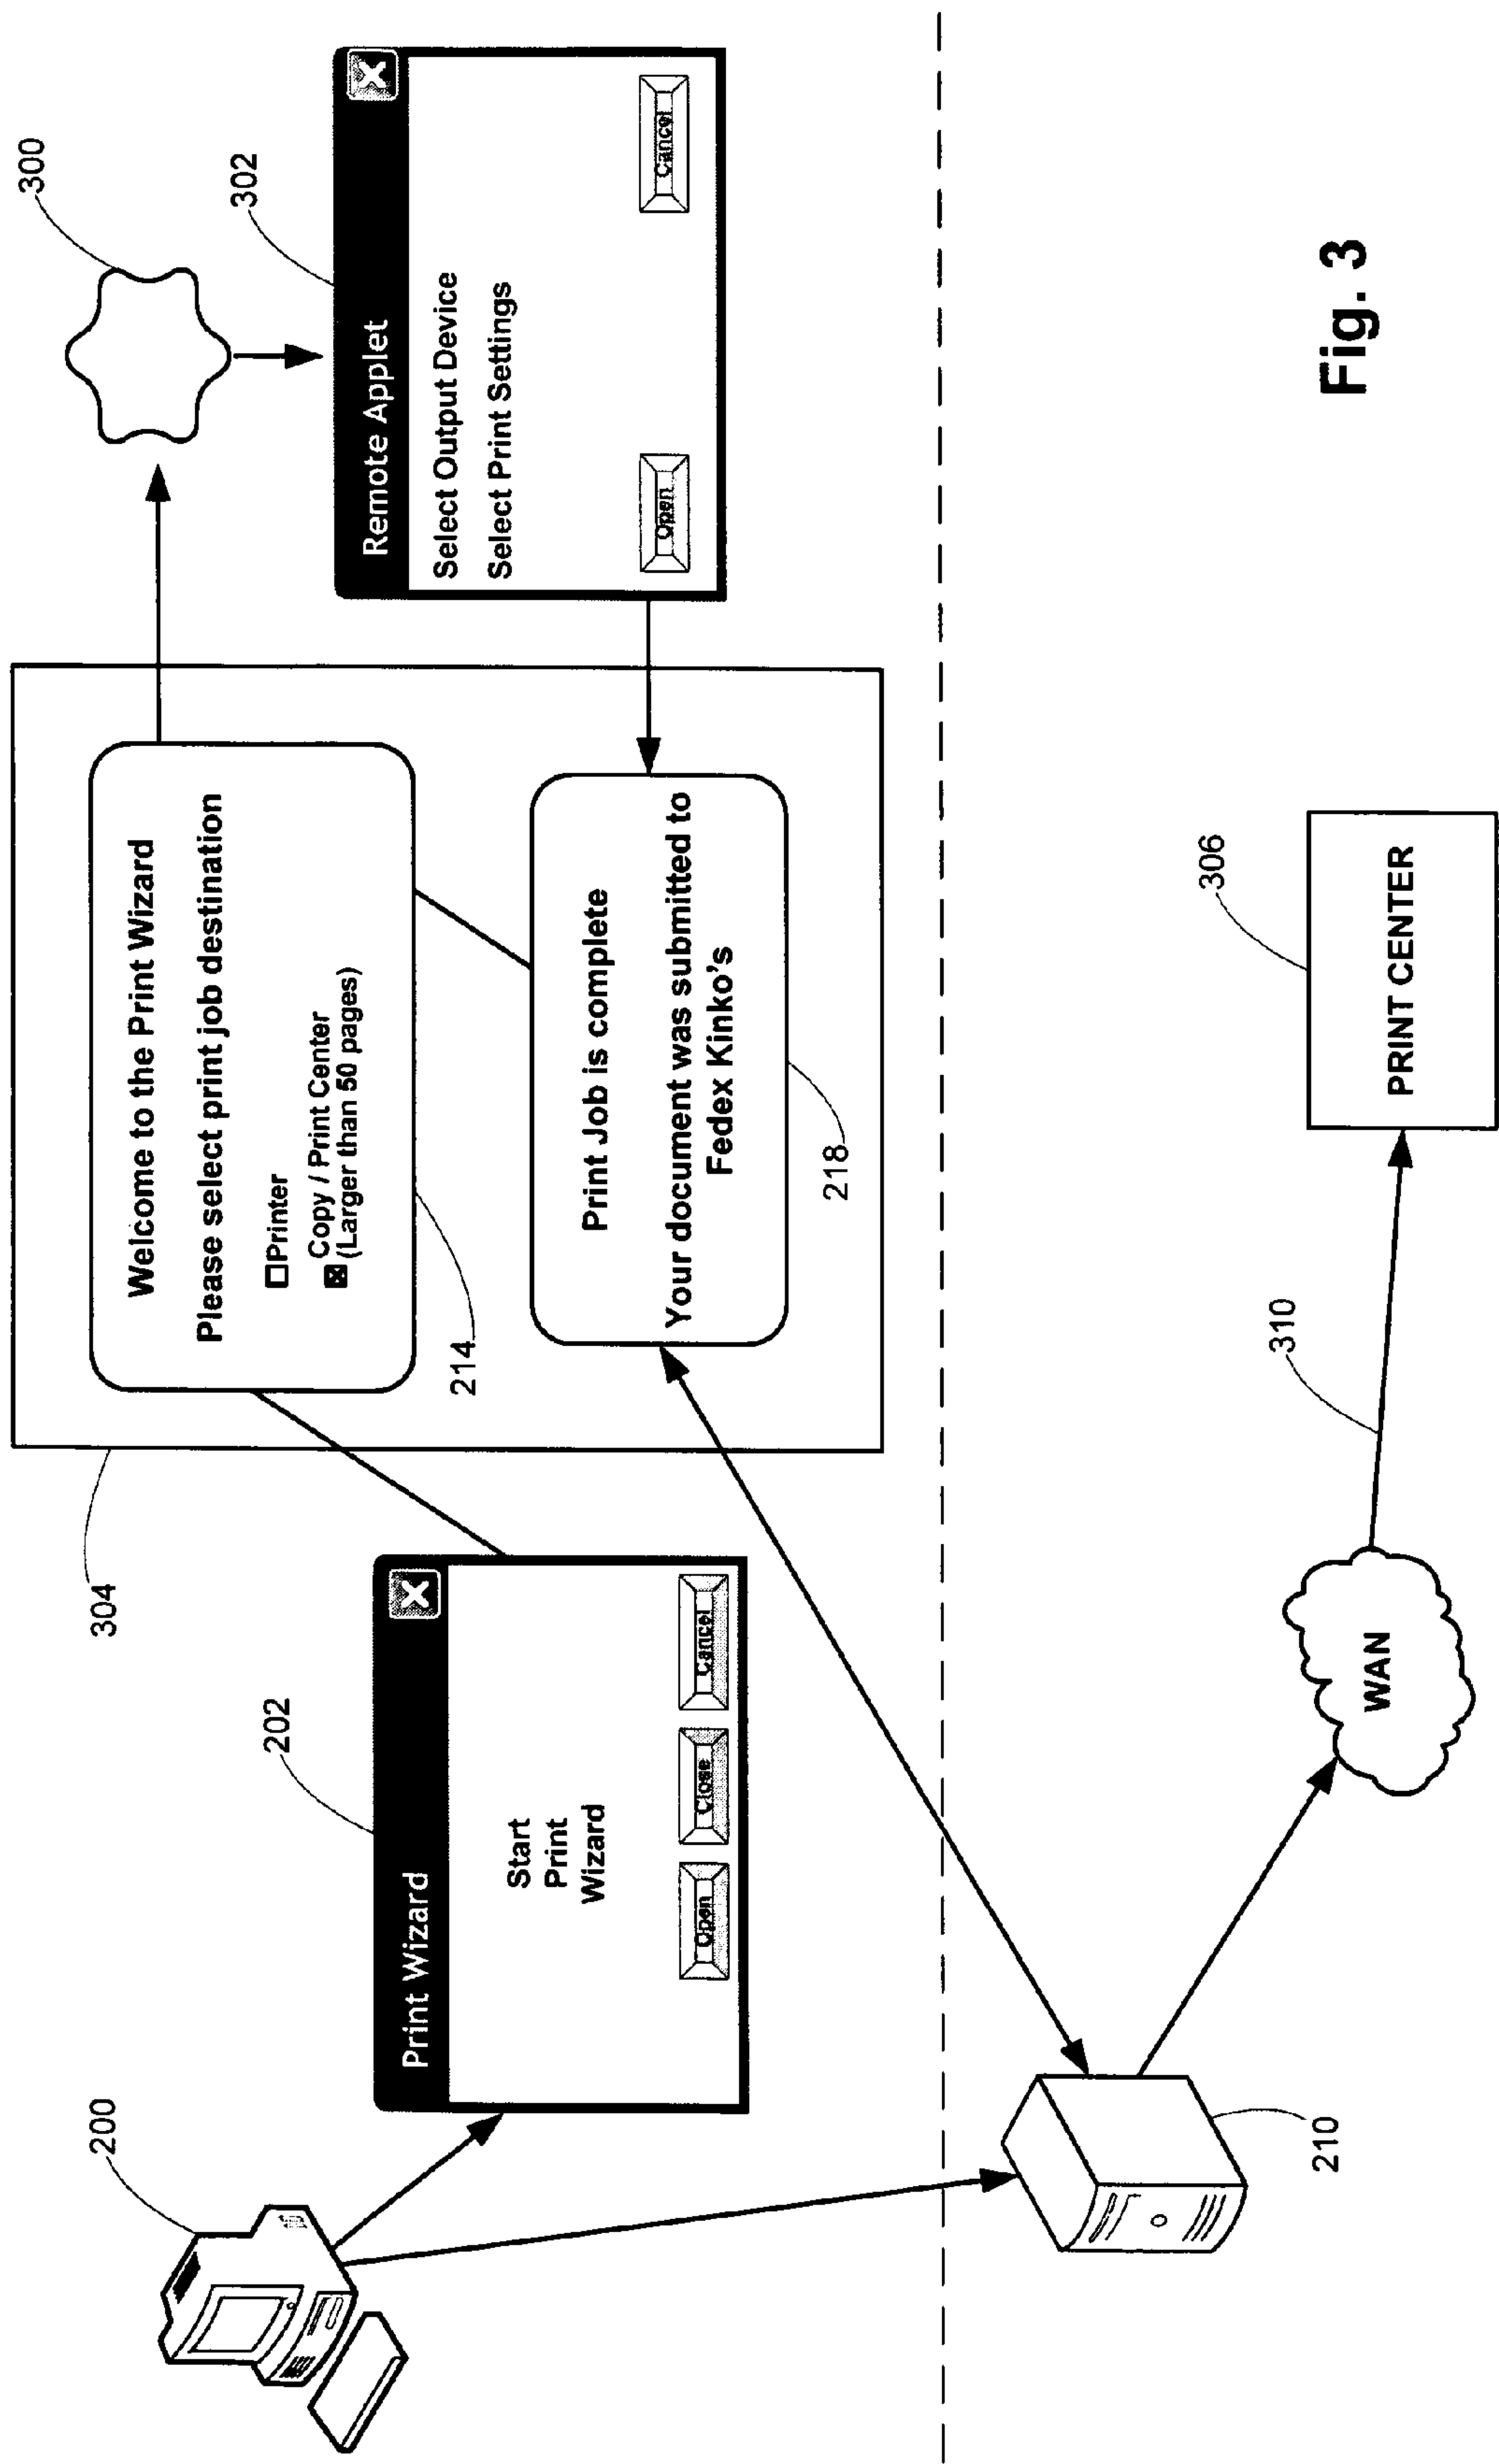 300
302
Remote Applet
X
Select Output Device
Select Print Settings
Open
Cancel
304
Welcome to the Print Wizard
Please select print job destination
Printer
Copy / Print Center
(Larger than 50 pages)
214
Print Job is complete
Your document was submitted to
Fedex Kinko's
218
200
202
Print Wizard
X
Start
Print
Wizard
Open
Close
Cancel
210
WAN
310
306
PRINT CENTER
Fig. 3